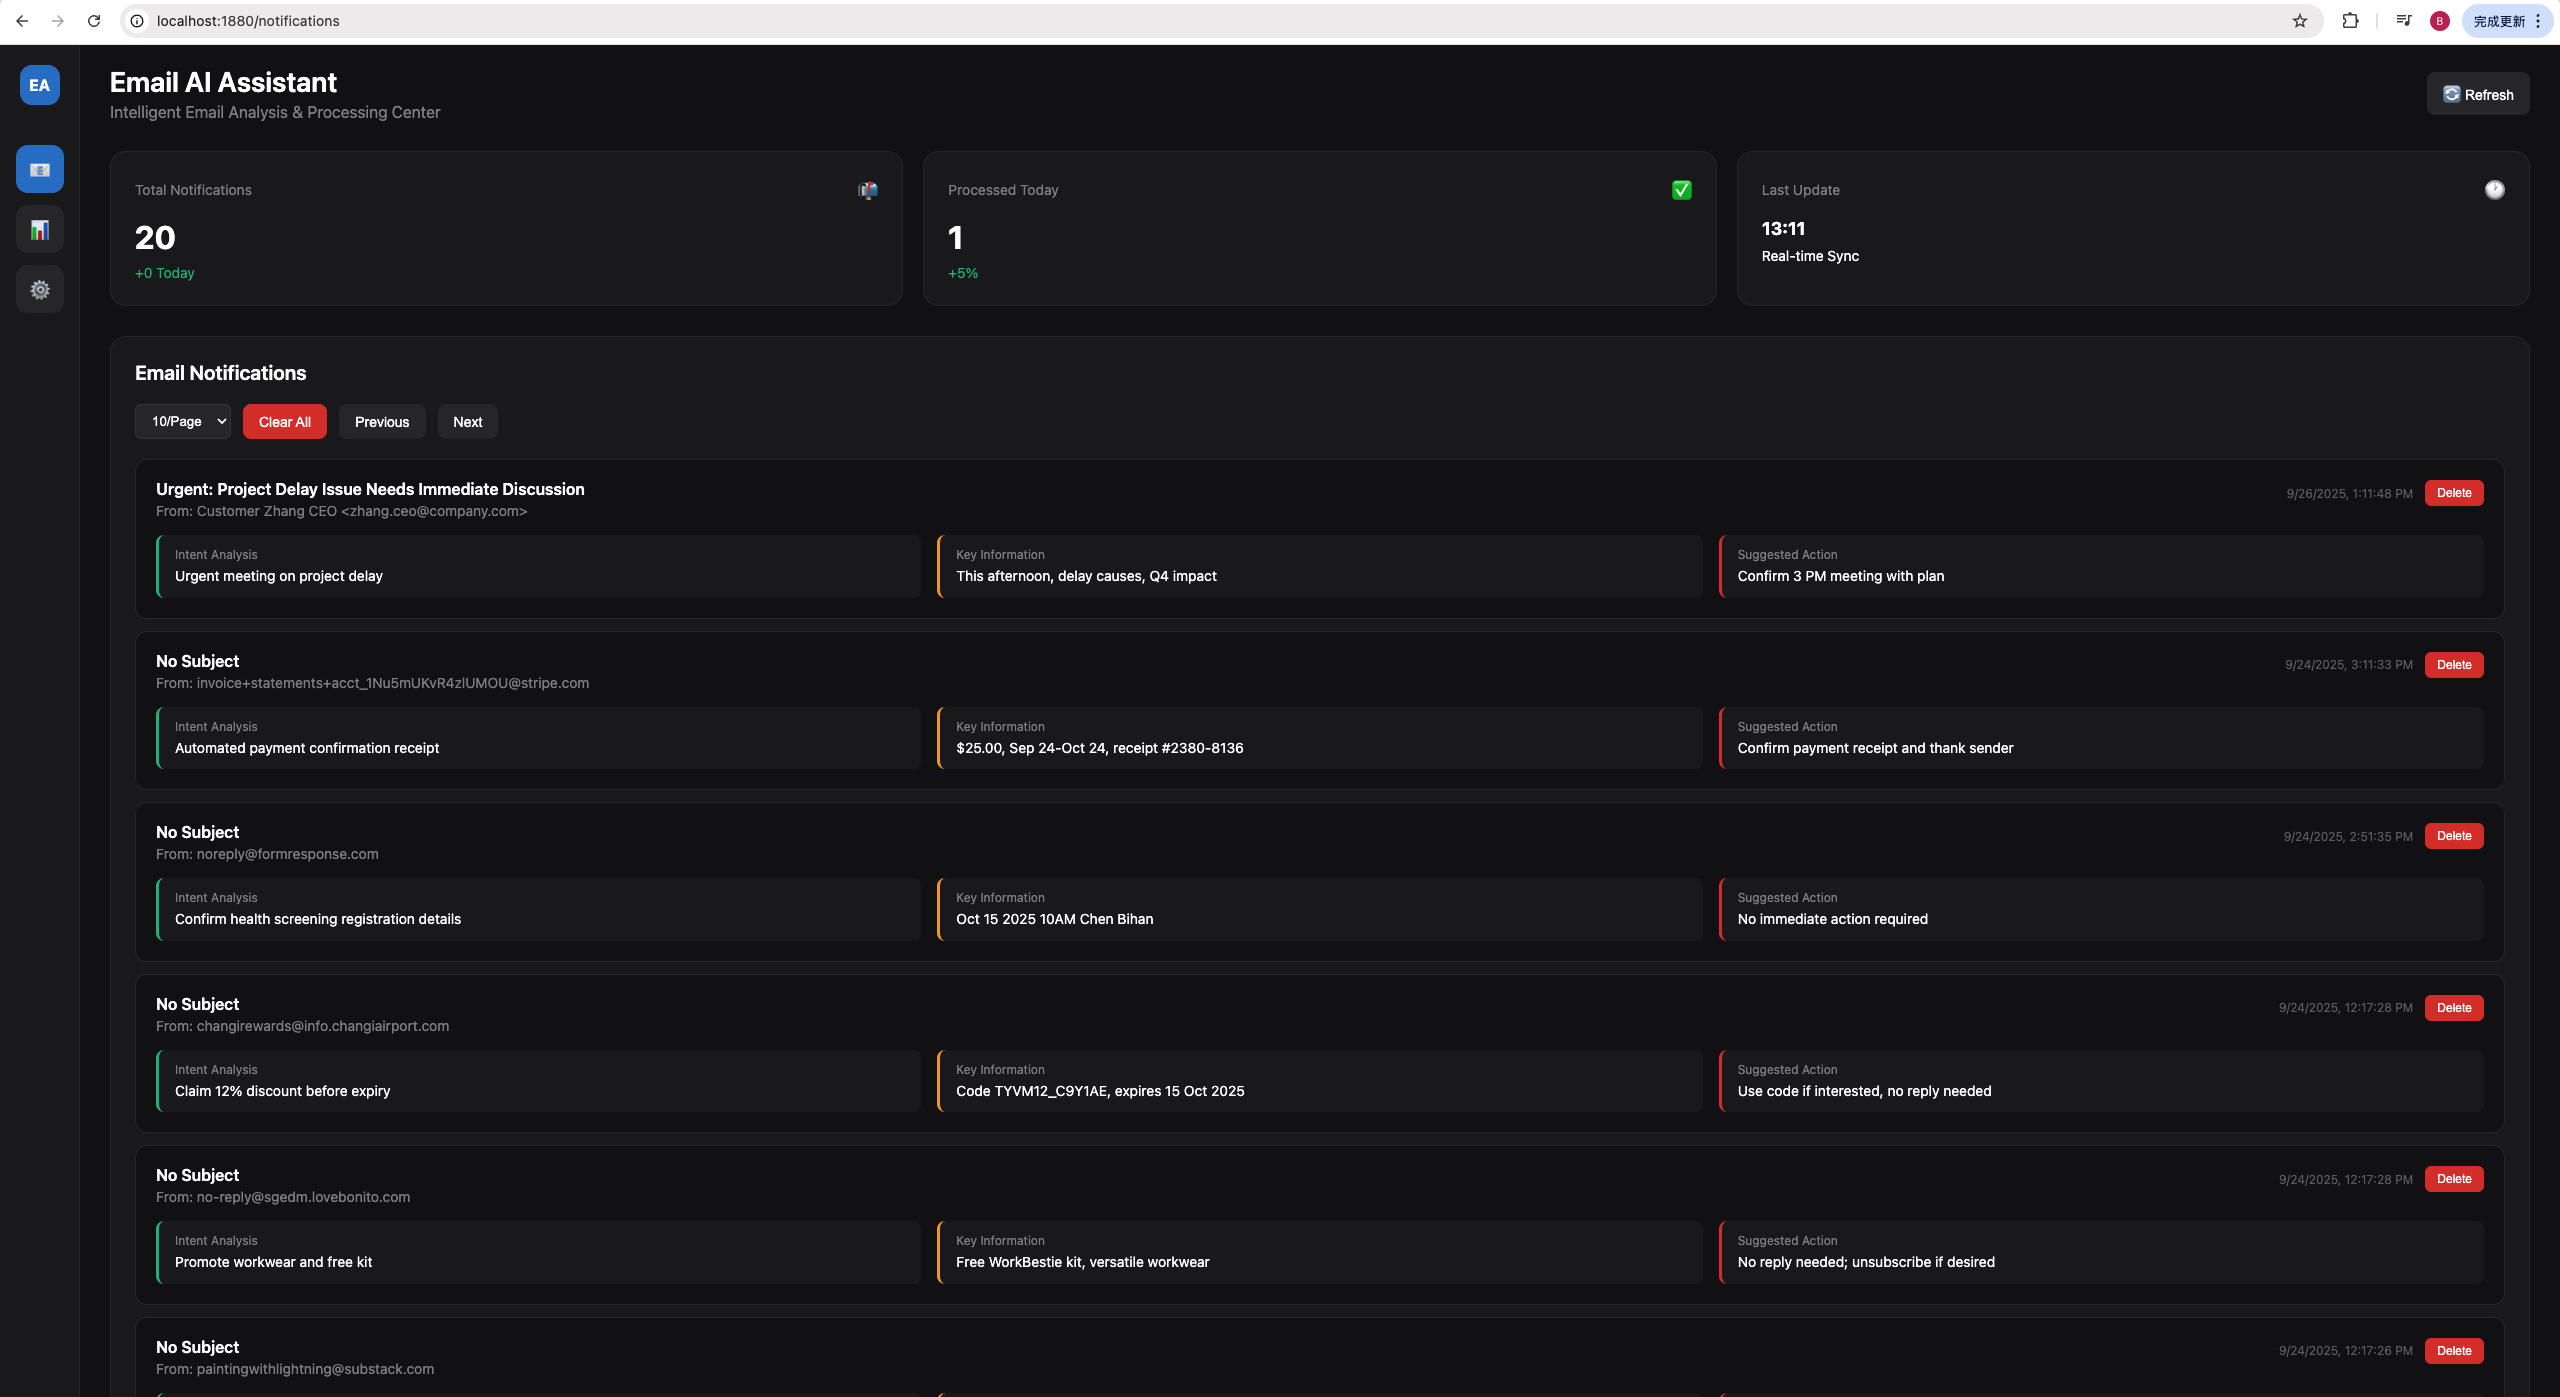 localhost:1880/notifications
B
完成更新
EA
Email AI Assistant
Intelligent Email Analysis & Processing Center
Refresh
Total Notifications
20
+0 Today
Processed Today
1
+5%
Last Update
13:11
Real-time Sync
Email Notifications
10/Page
Clear All
Previous
Next
Urgent: Project Delay Issue Needs Immediate Discussion
From: Customer Zhang CEO <zhang.ceo@company.com>
9/26/2025, 1:11:48 PM
Delete
Intent Analysis
Urgent meeting on project delay
Key Information
This afternoon, delay causes, Q4 impact
Suggested Action
Confirm 3 PM meeting with plan
No Subject
From: invoice+statements+acct_1Nu5mUKvR4zlUMOU@stripe.com
9/24/2025, 3:11:33 PM
Delete
Intent Analysis
Automated payment confirmation receipt
Key Information
$25.00, Sep 24-Oct 24, receipt #2380-8136
Suggested Action
Confirm payment receipt and thank sender
No Subject
From: noreply@formresponse.com
9/24/2025, 2:51:35 PM
Delete
Intent Analysis
Confirm health screening registration details
Key Information
Oct 15 2025 10AM Chen Bihan
Suggested Action
No immediate action required
No Subject
From: changirewards@info.changiairport.com
9/24/2025, 12:17:28 PM
Delete
Intent Analysis
Claim 12% discount before expiry
Key Information
Code TYVM12_C9Y1AE, expires 15 Oct 2025
Suggested Action
Use code if interested, no reply needed
No Subject
From: no-reply@sgedm.lovebonito.com
9/24/2025, 12:17:28 PM
Delete
Intent Analysis
Promote workwear and free kit
Key Information
Free WorkBestie kit, versatile workwear
Suggested Action
No reply needed; unsubscribe if desired
No Subject
From: paintingwithlightning@substack.com
9/24/2025, 12:17:26 PM
Delete